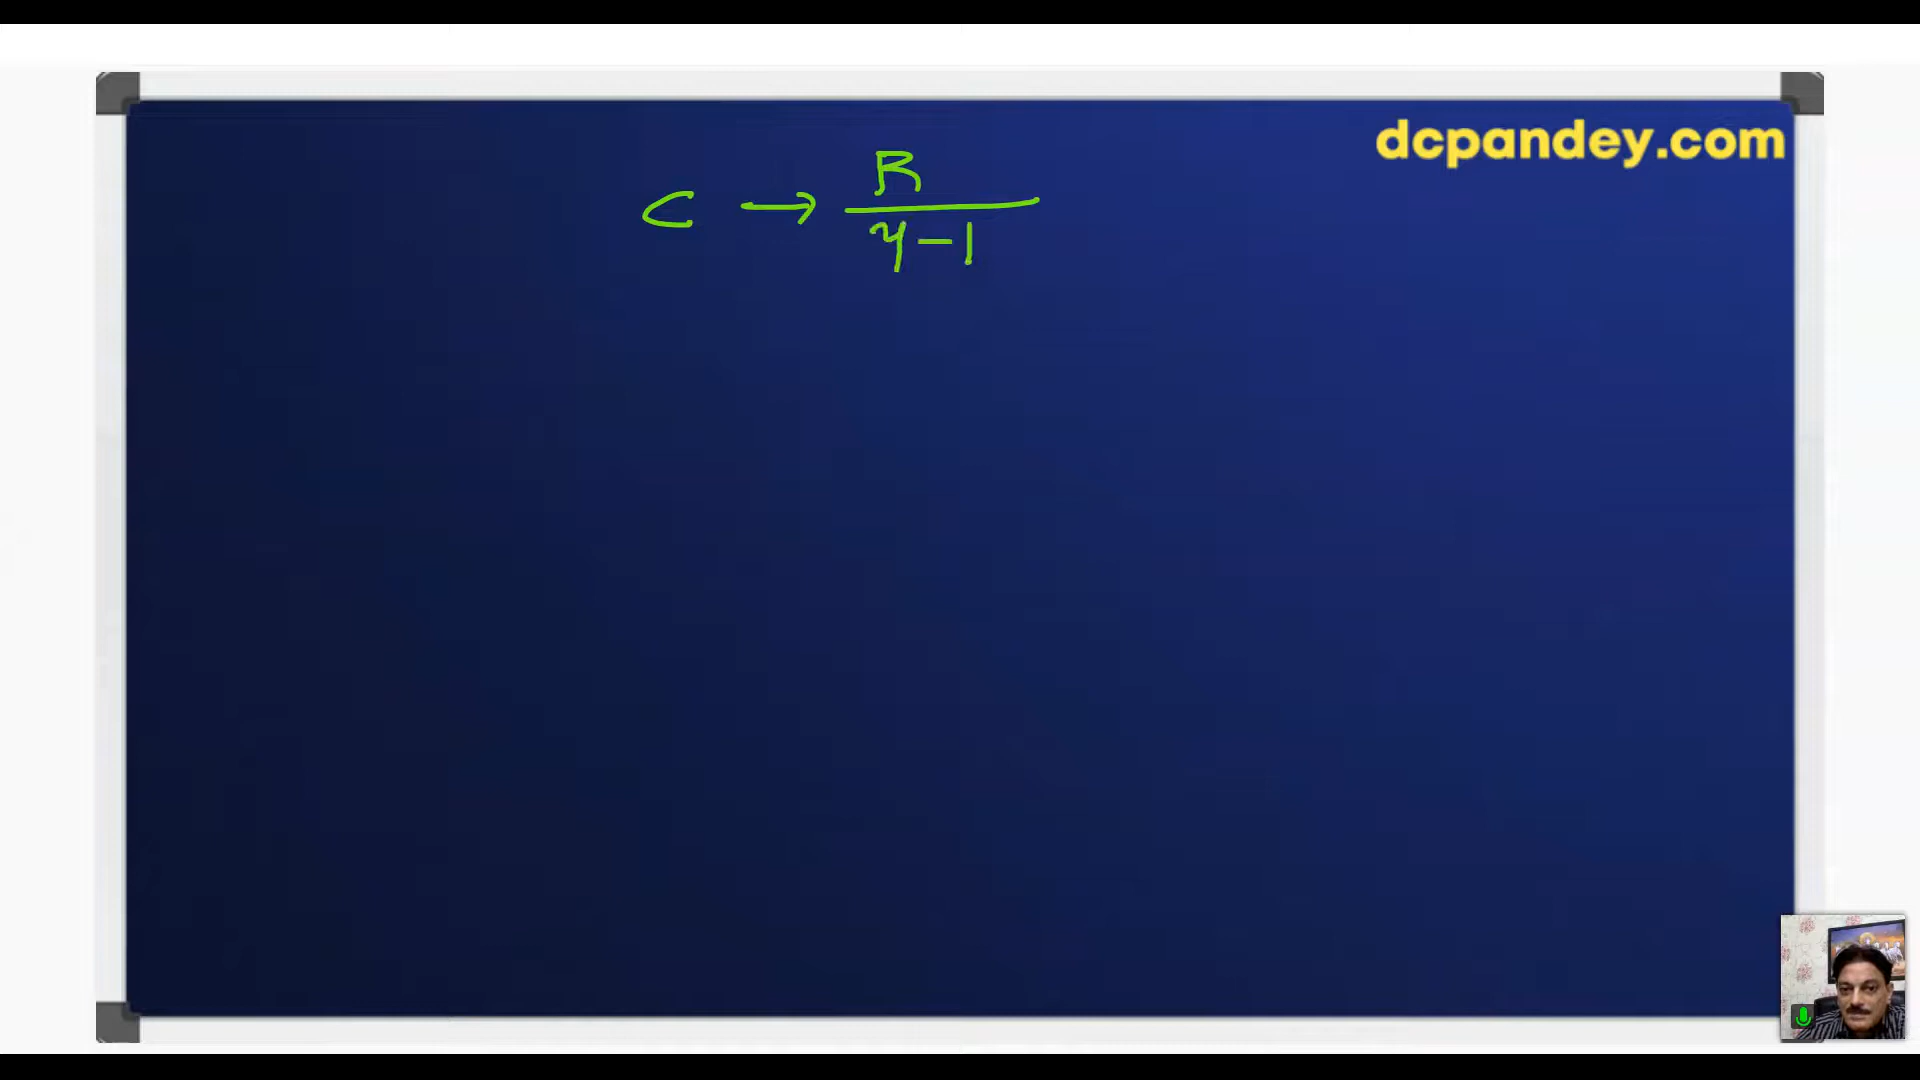 dcpandey.com
C → R / γ - 1